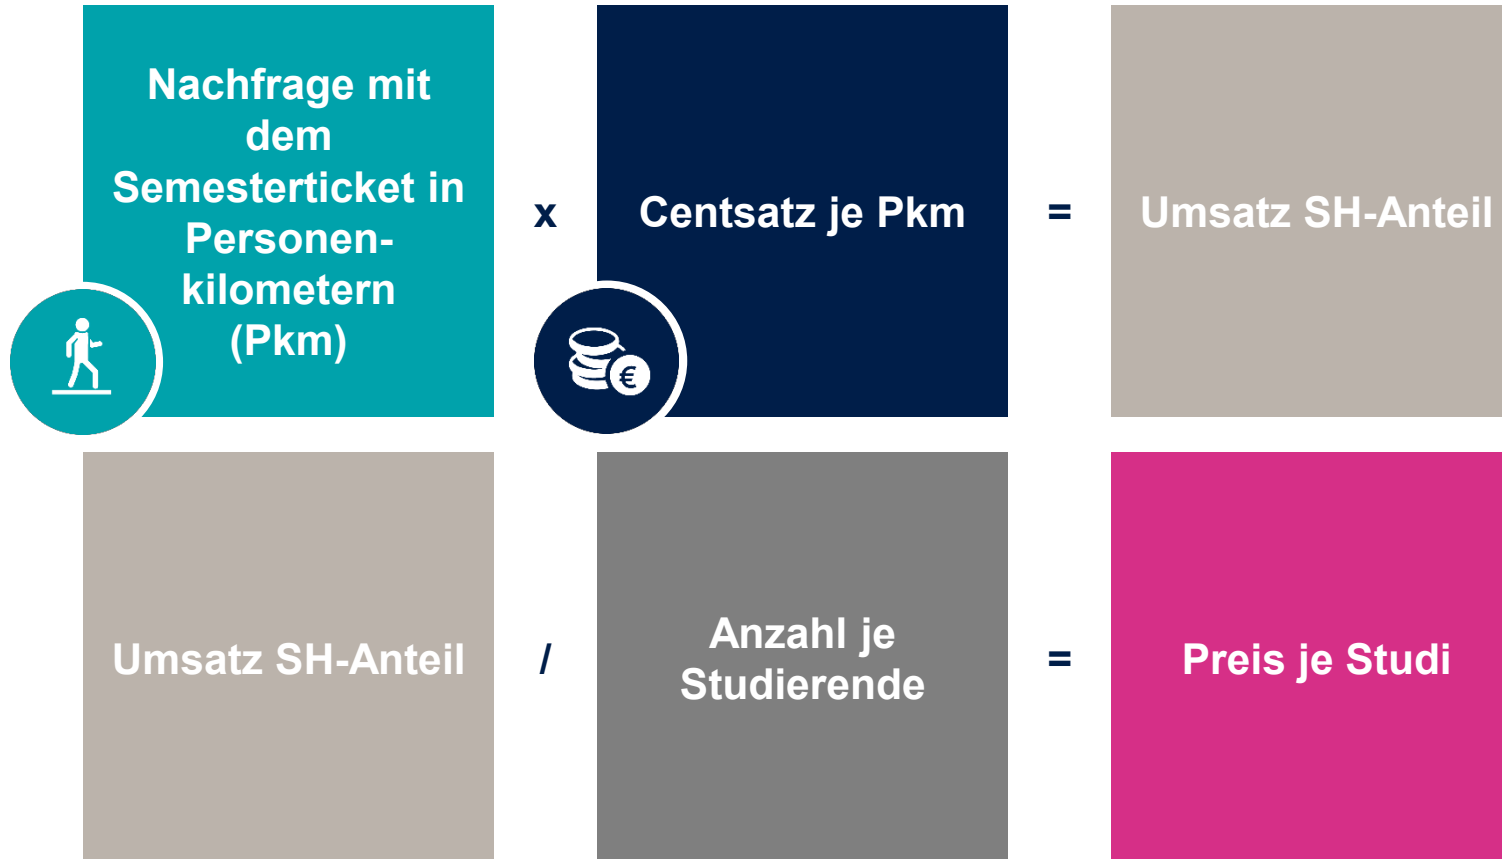 Nachfrage mit
dem
Semesterticket in
Personen-
kilometern
(Pkm)
x
Centsatz je Pkm
=
Umsatz SH-Anteil
€
Umsatz SH-Anteil
/
Anzahl je
Studierende
=
Preis je Studi